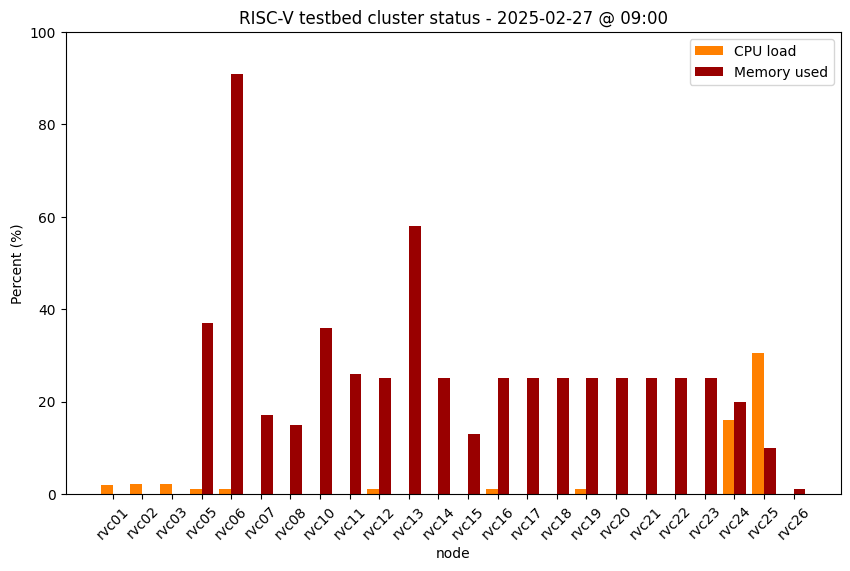 RISC-V testbed cluster status - 2025-02-27 @ 09:00
CPU load
Memory used
Percent (%)
100
80
60
40
20
0
rvc01 rvc02 rvc03 rvc05 rvc06 rvc07 rvc08 rvc10 rvc11 rvc12 rvc13 rvc14 rvc15 rvc16 rvc17 rvc18 rvc19 rvc20 rvc21 rvc22 rvc23 rvc24 rvc25 rvc26
node